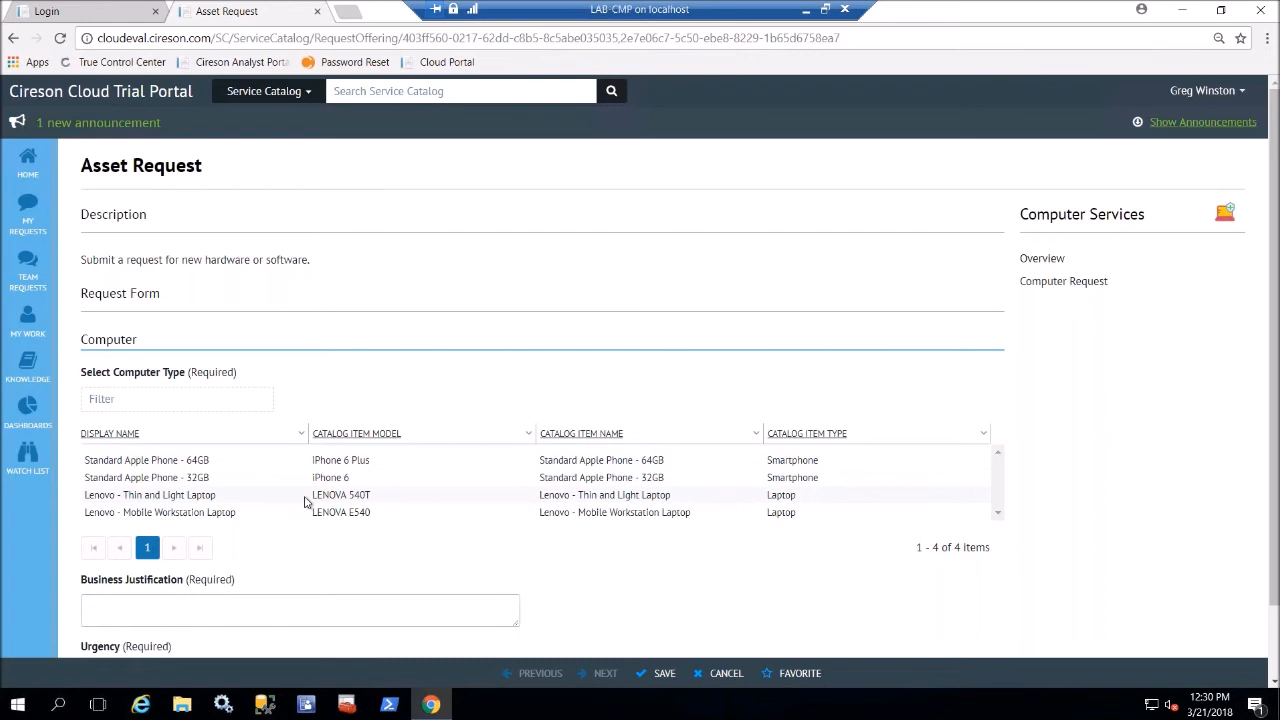 Login
Asset Request
LAB-CMP on localhost
cloudeval.cireson.com/SC/ServiceCatalog/RequestOffering/403ff560-0217-62dd-c8b5-8c5abe035035,2e7e06c7-5c50-ebe8-8229-1b65d6758ea7
Apps True Control Center Cireson Analyst Porta Password Reset Cloud Portal
Cireson Cloud Trial Portal Service Catalog Search Service Catalog Greg Winston
1 new announcement Show Announcements
HOME
MY
REQUESTS
TEAM
REQUESTS
MY WORK
KNOWLEDGE
DASHBOARDS
WATCH LIST
Asset Request
Description
Submit a request for new hardware or software.
Request Form
Computer
Select Computer Type (Required)
Filter
DISPLAY NAME CATALOG ITEM MODEL CATALOG ITEM NAME CATALOG ITEM TYPE
Standard Apple Phone - 64GB IPhone 6 Plus Standard Apple Phone - 64GB Smartphone
Standard Apple Phone - 32GB iPhone 6 Standard Apple Phone - 32GB Smartphone
Lenovo - Thin and Light Laptop LENOVA 540T Lenovo - Thin and Light Laptop Laptop
Lenovo - Mobile Workstation Laptop LENOVA E540 Lenovo - Mobile Workstation Laptop Laptop
1 1 - 4 of 4 items
Business Justification (Required)
Urgency (Required)
Computer Services
Overview
Computer Request
PREVIOUS NEXT SAVE CANCEL FAVORITE
12:30 PM
3/21/2018
1